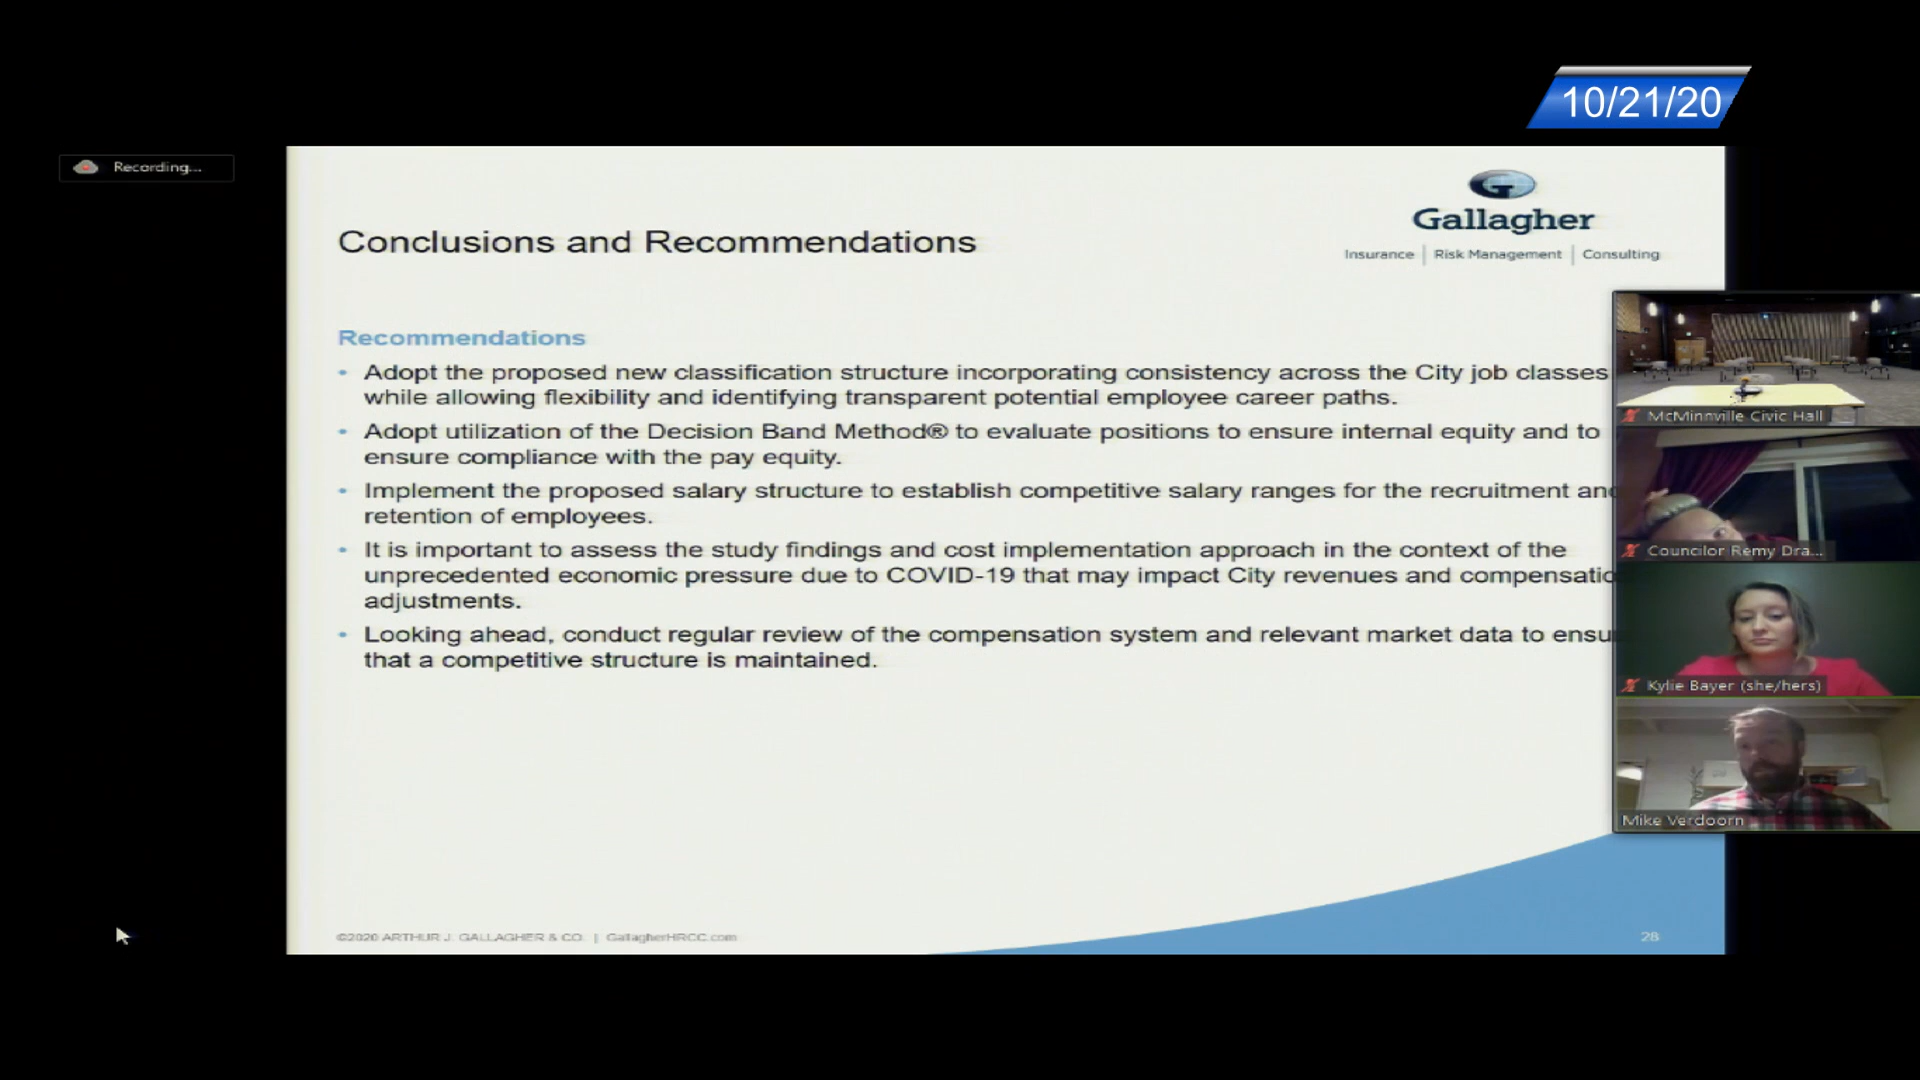 10/21/20
Recording...
Gallagher
Insurance | Risk Management | Consulting
Conclusions and Recommendations
Recommendations
• Adopt the proposed new classification structure incorporating consistency across the City job classes
while allowing flexibility and identifying transparent potential employee career paths.
• Adopt utilization of the Decision Band Method® to evaluate positions to ensure internal equity and to
ensure compliance with the pay equity.
• Implement the proposed salary structure to establish competitive salary ranges for the recruitment and
retention of employees.
• It is important to assess the study findings and cost implementation approach in the context of the
unprecedented economic pressure due to COVID-19 that may impact City revenues and compensatio
adjustments.
• Looking ahead, conduct regular review of the compensation system and relevant market data to ensu
that a competitive structure is maintained.
McMinnville Civic Hall
Councilor Remy Dra...
Kylie Bayer (she/hers)
Mike Verdoorn
©2020 ARTHUR J. GALLAGHER & CO. | GallagherHRCC.com
28